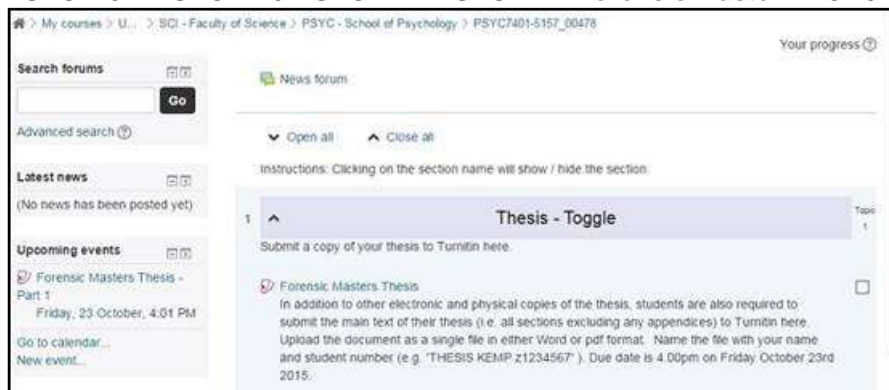 > My courses > U... > SCI - Faculty of Science > PSYC - School of Psychology > PSYC7401-5157_00478
Your progress
Search forums
Go
Advanced search
Latest news
(No news has been posted yet)
Upcoming events
Forensic Masters Thesis -
Part 1
Friday, 23 October, 4:01 PM
Go to calendar...
New event...
News forum
Open all Close all
Instructions: Clicking on the section name will show / hide the section.
1 Thesis - Toggle Topic
1
Submit a copy of your thesis to Turnitin here.
Forensic Masters Thesis
In addition to other electronic and physical copies of the thesis, students are also required to
submit the main text of their thesis (i.e. all sections excluding any appendices) to Turnitin here.
Upload the document as a single file in either Word or pdf format. Name the file with your name
and student number (e.g. 'THESIS KEMP z1234567' ). Due date is 4.00pm on Friday October 23rd
2015.